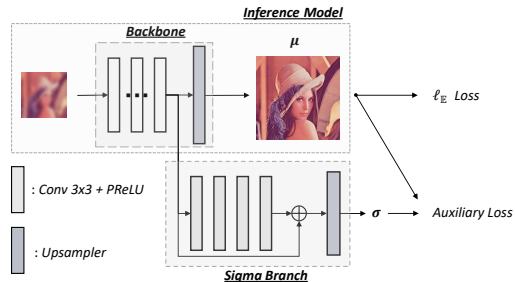 Inference Model
Backbone
μ
ℓ𝔼 Loss
: Conv 3x3 + PReLU
σ
Auxiliary Loss
: Upsampler
Sigma Branch